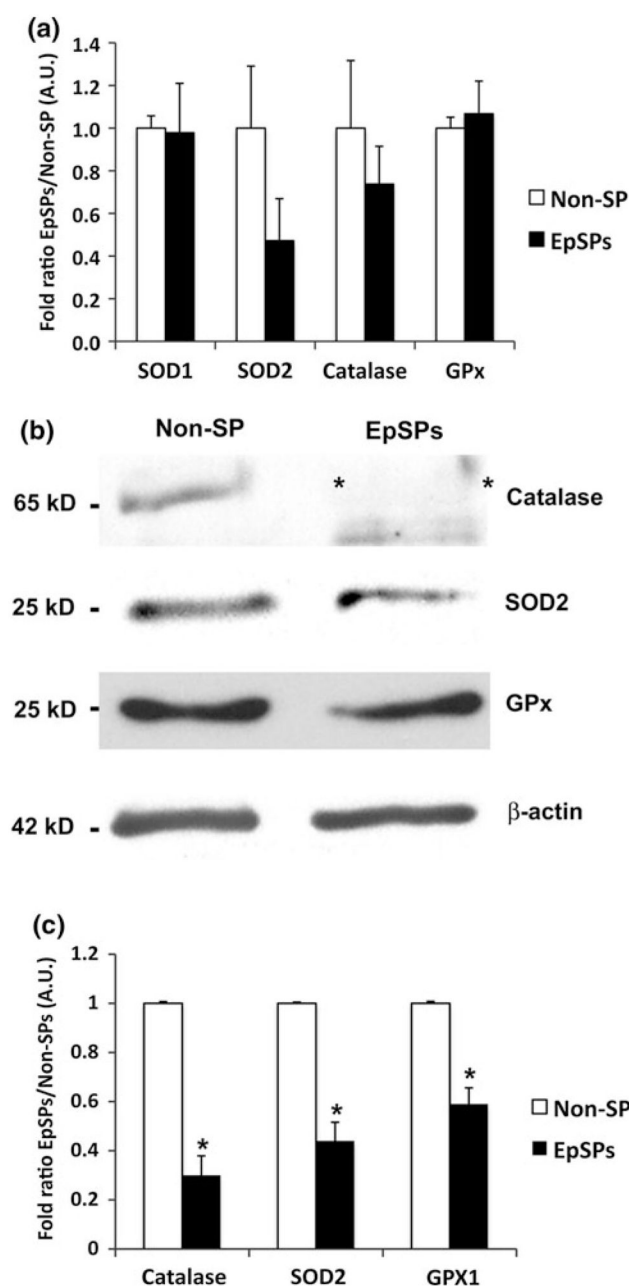 (a)
Fold ratio EpSPs/Non-SP (A.U.)
1.4
1.2
1.0
0.8
0.6
0.4
0.2
0.0
SOD1 SOD2 Catalase GPx
Non-SP
EpSPs
(b)
Non-SP EpSPs
65 kD - * * Catalase
25 kD - SOD2
25 kD - GPx
42 kD - β-actin
(c)
Fold ratio EpSPs/Non-SPs (A.U.)
1.2
1
0.8
0.6
0.4
0.2
0
* * *
Catalase SOD2 GPX1
Non-SP
EpSPs